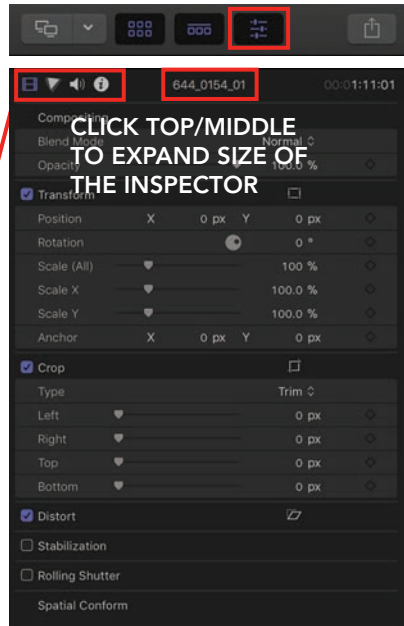 644_0154_01 00:01:11:01
Compositing
CLICK TOP/MIDDLE
TO EXPAND SIZE OF
THE INSPECTOR
Blend Mode Normal
Opacity 100.0 %
Transform
Position X 0 px Y 0 px
Rotation 0 °
Scale (All) 100 %
Scale X 100.0 %
Scale Y 100.0 %
Anchor X 0 px Y 0 px
Crop
Type Trim
Left 0 px
Right 0 px
Top 0 px
Bottom 0 px
Distort
Stabilization
Rolling Shutter
Spatial Conform